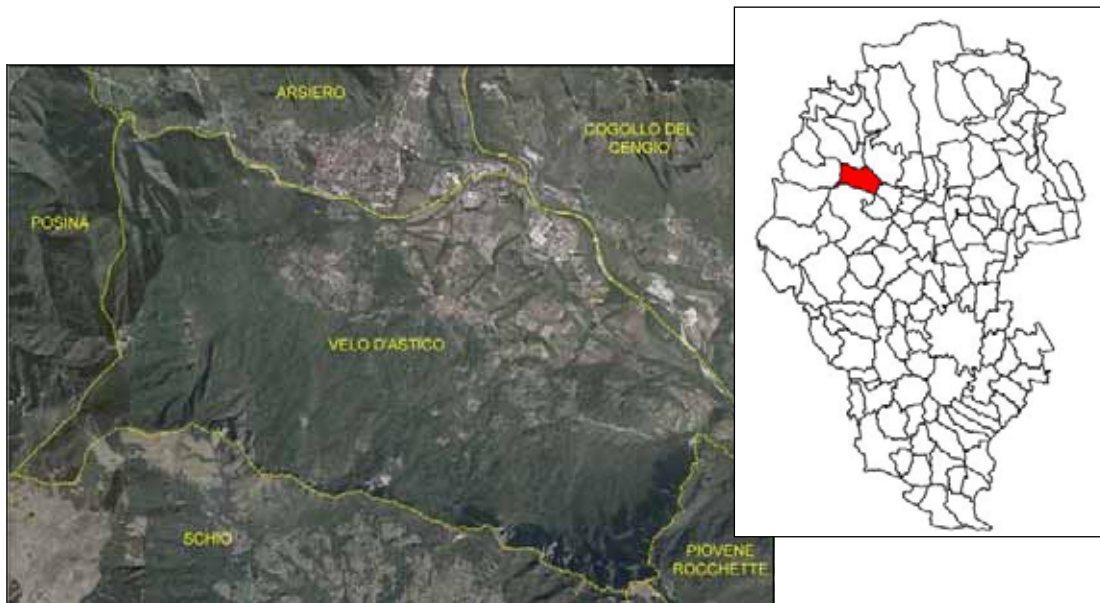 ARSIERO
COGOLLO DEL
CENGIO
POSINA
VELO D'ASTICO
SCHIO
PIOVENE
ROCCHETTE